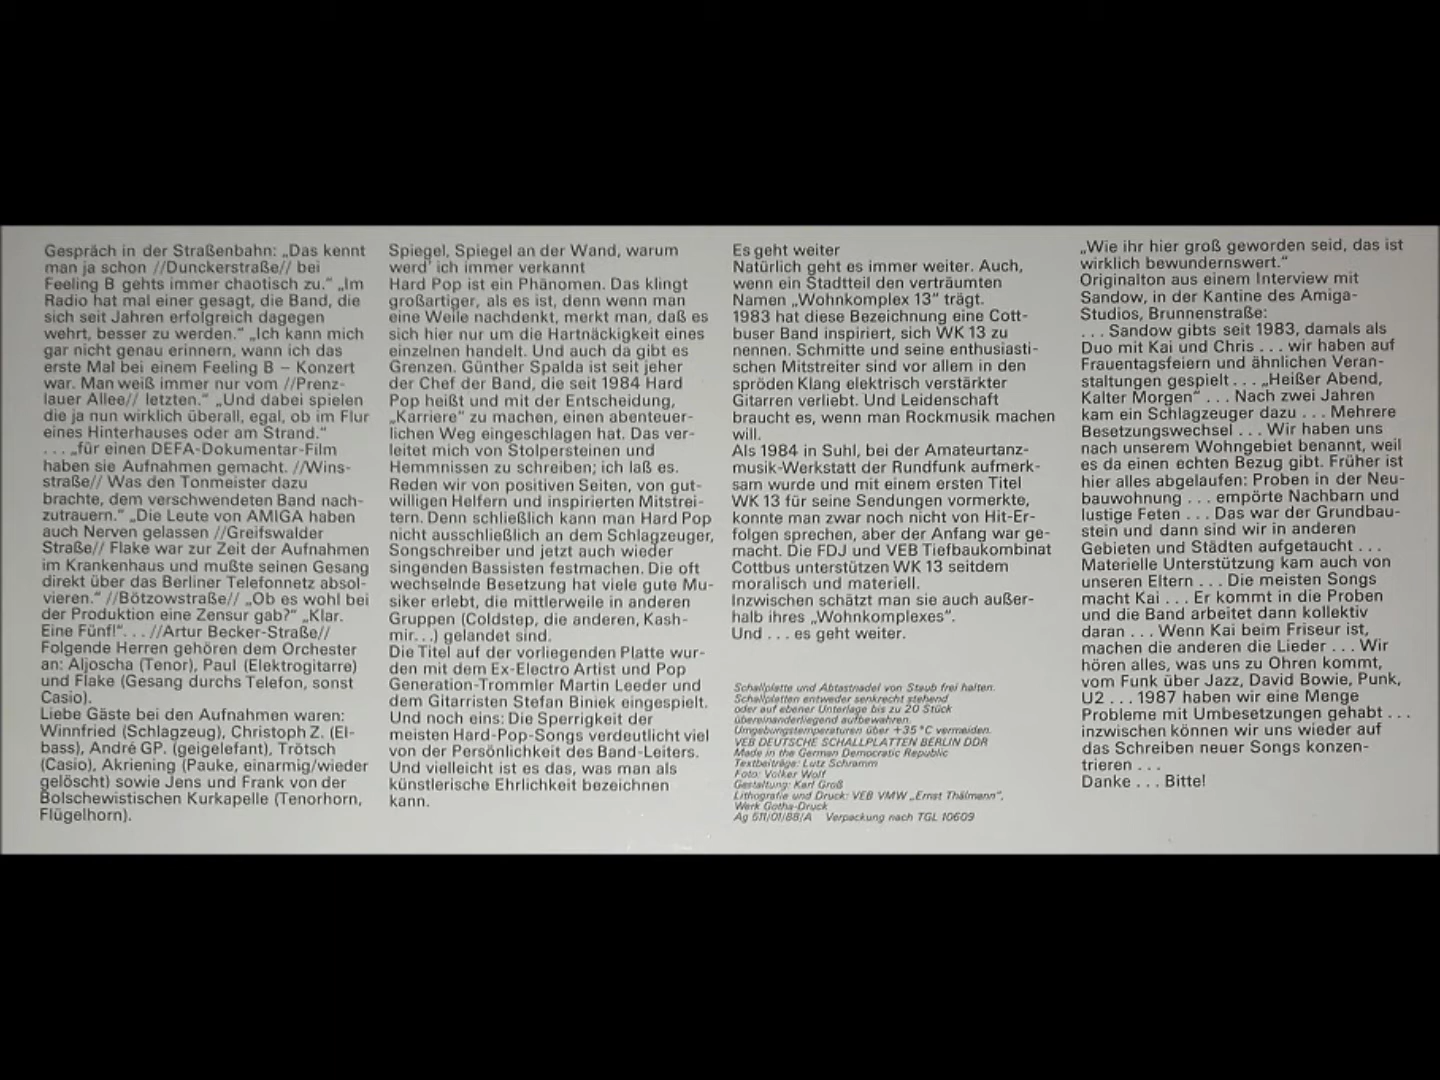 Gespräch in der Straßenbahn: „Das kennt
man ja schon //Dunckerstraße// bei
Feeling B gehts immer chaotisch zu.“ „Im
Radio hat mal einer gesagt, die Band, die
sich seit Jahren erfolgreich dagegen
wehrt, besser zu werden.“ „Ich kann mich
gar nicht genau erinnern, wann ich das
erste Mal bei einem Feeling B – Konzert
war. Man weiß immer nur vom //Prenz-
lauer Allee// letzten.“ „Und dabei spielen
die ja nun wirklich überall, egal, ob im Flur
eines Hinterhauses oder am Strand.“
. . . „für einen DEFA-Dokumentar-Film
haben sie Aufnahmen gemacht. //Wins-
straße// Was den Tonmeister dazu
brachte, dem verschwendeten Band nach-
zutrauern.“ „Die Leute von AMIGA haben
auch Nerven gelassen //Greifswalder
Straße// Flake war zur Zeit der Aufnahmen
im Krankenhaus und mußte seinen Gesang
direkt über das Berliner Telefonnetz absol-
vieren.“ //Bötzowstraße// „Ob es wohl bei
der Produktion eine Zensur gab?“ „Klar.
Eine Fünf!“. . . //Artur Becker-Straße//
Folgende Herren gehören dem Orchester
an: Aljoscha (Tenor), Paul (Elektrogitarre)
und Flake (Gesang durchs Telefon, sonst
Casio).
Liebe Gäste bei den Aufnahmen waren:
Winnfried (Schlagzeug), Christoph Z. (El-
bass), André GP. (geigelefant), Trötsch
(Casio), Akriening (Pauke, einarmig/wieder
gelöscht) sowie Jens und Frank von der
Bolschewistischen Kurkapelle (Tenorhorn,
Flügelhorn).
Spiegel, Spiegel an der Wand, warum
werd’ ich immer verkannt
Hard Pop ist ein Phänomen. Das klingt
großartiger, als es ist, denn wenn man
eine Weile nachdenkt, merkt man, daß es
sich hier nur um die Hartnäckigkeit eines
einzelnen handelt. Und auch da gibt es
Grenzen. Günther Spalda ist seit jeher
der Chef der Band, die seit 1984 Hard
Pop heißt und mit der Entscheidung,
„Karriere“ zu machen, einen abenteuer-
lichen Weg eingeschlagen hat. Das ver-
leitet mich von Stolpersteinen und
Hemmnissen zu schreiben; ich laß es.
Reden wir von positiven Seiten, von gut-
willigen Helfern und inspirierten Mitstrei-
tern. Denn schließlich kann man Hard Pop
nicht ausschließlich an dem Schlagzeuger,
Songschreiber und jetzt auch wieder
singenden Bassisten festmachen. Die oft
wechselnde Besetzung hat viele gute Mu-
siker erlebt, die mittlerweile in anderen
Gruppen (Coldstep, die anderen, Kash-
mir...) gelandet sind.
Die Titel auf der vorliegenden Platte wur-
den mit dem Ex-Electro Artist und Pop
Generation-Trommler Martin Leeder und
dem Gitarristen Stefan Biniek eingespielt.
Und noch eins: Die Sperrigkeit der
meisten Hard-Pop-Songs verdeutlicht viel
von der Persönlichkeit des Band-Leiters.
Und vielleicht ist es das, was man als
künstlerische Ehrlichkeit bezeichnen
kann.
Es geht weiter
Natürlich geht es immer weiter. Auch,
wenn ein Stadtteil den verträumten
Namen „Wohnkomplex 13“ trägt.
1983 hat diese Bezeichnung eine Cott-
buser Band inspiriert, sich WK 13 zu
nennen. Schmitte und seine enthusiasti-
schen Mitstreiter sind vor allem in den
spröden Klang elektrisch verstärkter
Gitarren verliebt. Und Leidenschaft
braucht es, wenn man Rockmusik machen
will.
Als 1984 in Suhl, bei der Amateurtanz-
musik-Werkstatt der Rundfunk aufmerk-
sam wurde und mit einem ersten Titel
WK 13 für seine Sendungen vormerkte,
konnte man zwar noch nicht von Hit-Er-
folgen sprechen, aber der Anfang war ge-
macht. Die FDJ und VEB Tiefbaukombinat
Cottbus unterstützen WK 13 seitdem
moralisch und materiell.
Inzwischen schätzt man sie auch außer-
halb ihres „Wohnkomplexes“.
Und . . . es geht weiter.
Schallplatte und Abtastnadel von Staub frei halten.
Schallplatten entweder senkrecht stehend
oder auf ebener Unterlage bis zu 20 Stück
übereinanderliegend aufbewahren.
Umgebungstemperaturen über +35 °C vermeiden.
VEB DEUTSCHE SCHALLPLATTEN BERLIN DDR
Made in the German Democratic Republic
Textbeiträge: Lutz Schramm
Foto: Volker Wolf
Gestaltung: Karl Groß
Lithografie und Druck: VEB VMW „Ernst Thälmann“,
Werk Gotha-Druck
Ag 511/01/88/A Verpackung nach TGL 10609
„Wie ihr hier groß geworden seid, das ist
wirklich bewundernswert.“
Originalton aus einem Interview mit
Sandow, in der Kantine des Amiga-
Studios, Brunnenstraße:
. . . Sandow gibts seit 1983, damals als
Duo mit Kai und Chris . . . wir haben auf
Frauentagsfeiern und ähnlichen Veran-
staltungen gespielt . . . „Heißer Abend,
Kalter Morgen“ . . . Nach zwei Jahren
kam ein Schlagzeuger dazu . . . Mehrere
Besetzungswechsel . . . Wir haben uns
nach unserem Wohngebiet benannt, weil
es da einen echten Bezug gibt. Früher ist
hier alles abgelaufen: Proben in der Neu-
bauwohnung . . . empörte Nachbarn und
lustige Feten . . . Das war der Grundbau-
stein und dann sind wir in anderen
Gebieten und Städten aufgetaucht . . .
Materielle Unterstützung kam auch von
unseren Eltern . . . Die meisten Songs
macht Kai . . . Er kommt in die Proben
und die Band arbeitet dann kollektiv
daran . . . Wenn Kai beim Friseur ist,
machen die anderen die Lieder . . . Wir
hören alles, was uns zu Ohren kommt,
vom Funk über Jazz, David Bowie, Punk,
U2 . . . 1987 haben wir eine Menge
Probleme mit Umbesetzungen gehabt . . .
inzwischen können wir uns wieder auf
das Schreiben neuer Songs konzen-
trieren . . .
Danke . . . Bitte!